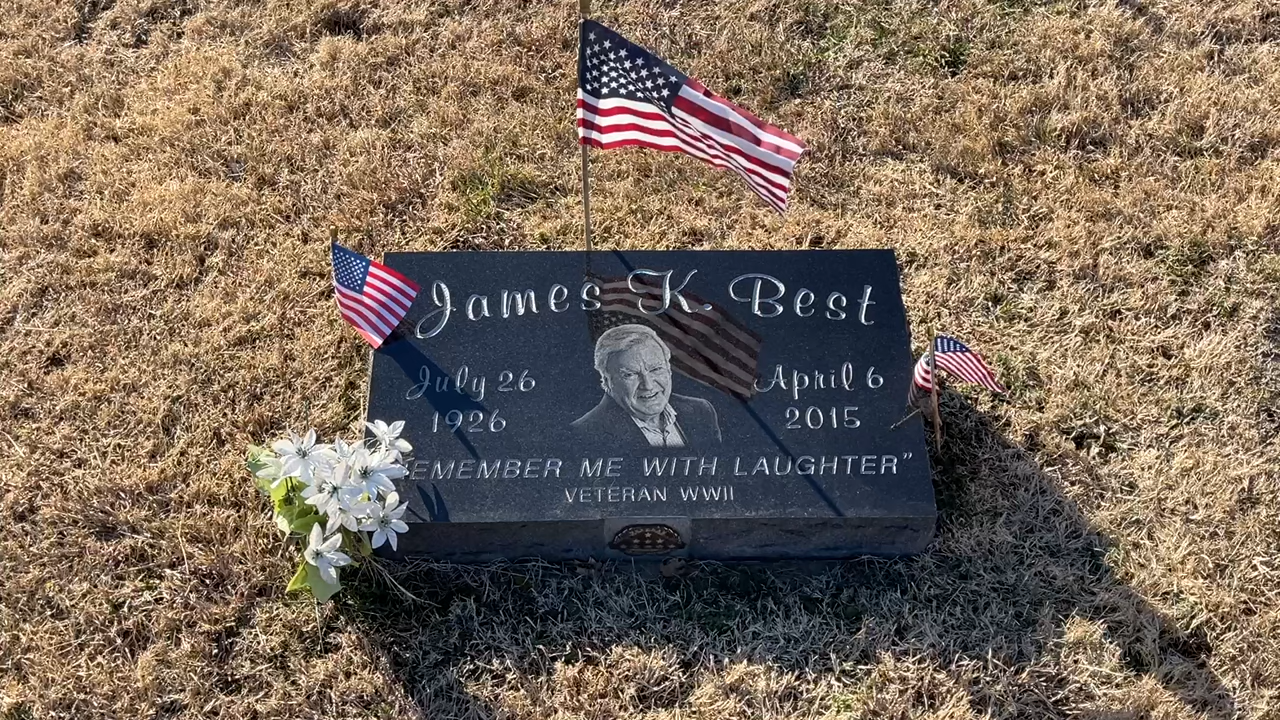 James K. Best
July 26 April 6
1926 2015
EMEMBER ME WITH LAUGHTER”
VETERAN WWII